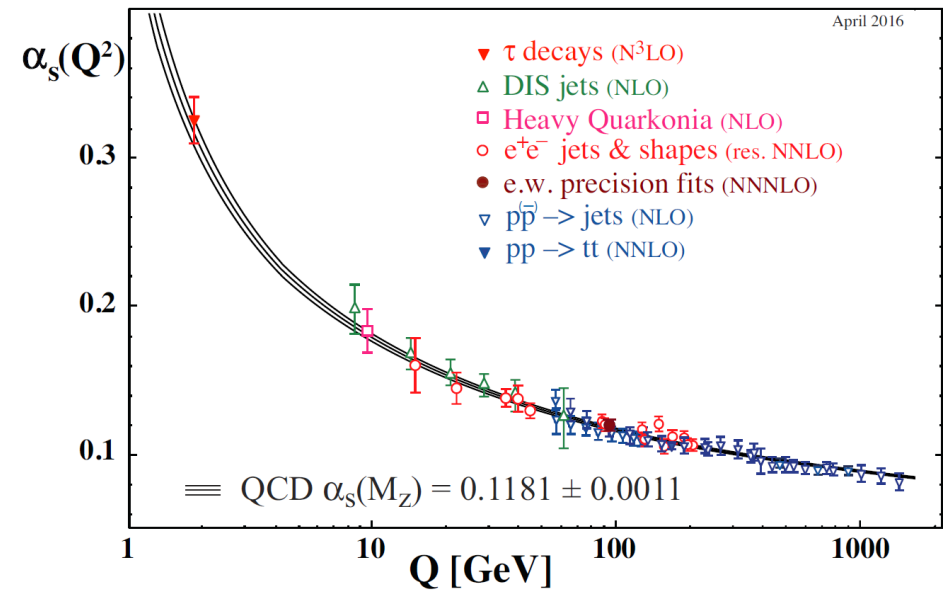 April 2016
αs(Q²)
τ decays (N³LO)
DIS jets (NLO)
Heavy Quarkonia (NLO)
e⁺e⁻ jets & shapes (res. NNLO)
e.w. precision fits (NNNLO)
pp̄⁽⁻⁾ –> jets (NLO)
pp –> tt (NNLO)
0.3
0.2
0.1
QCD αs(Mz) = 0.1181 ± 0.0011
1 10 100 1000
Q [GeV]